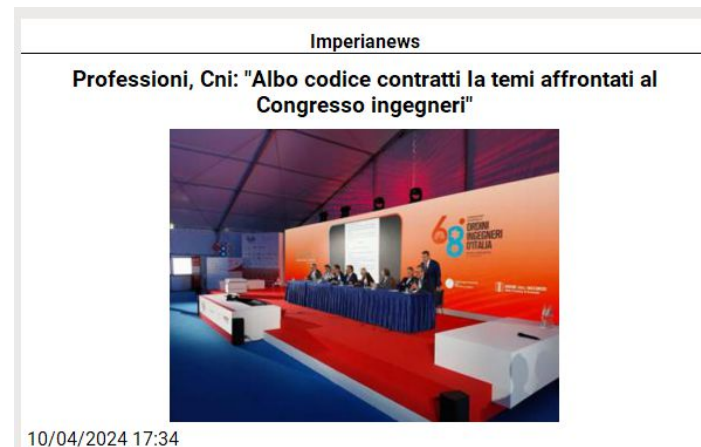 Imperianews
Professioni, Cni: "Albo codice contratti Ia temi affrontati al
Congresso ingegneri"
68°
ORDINI
INGEGNERI
D'ITALIA
10/04/2024 17:34